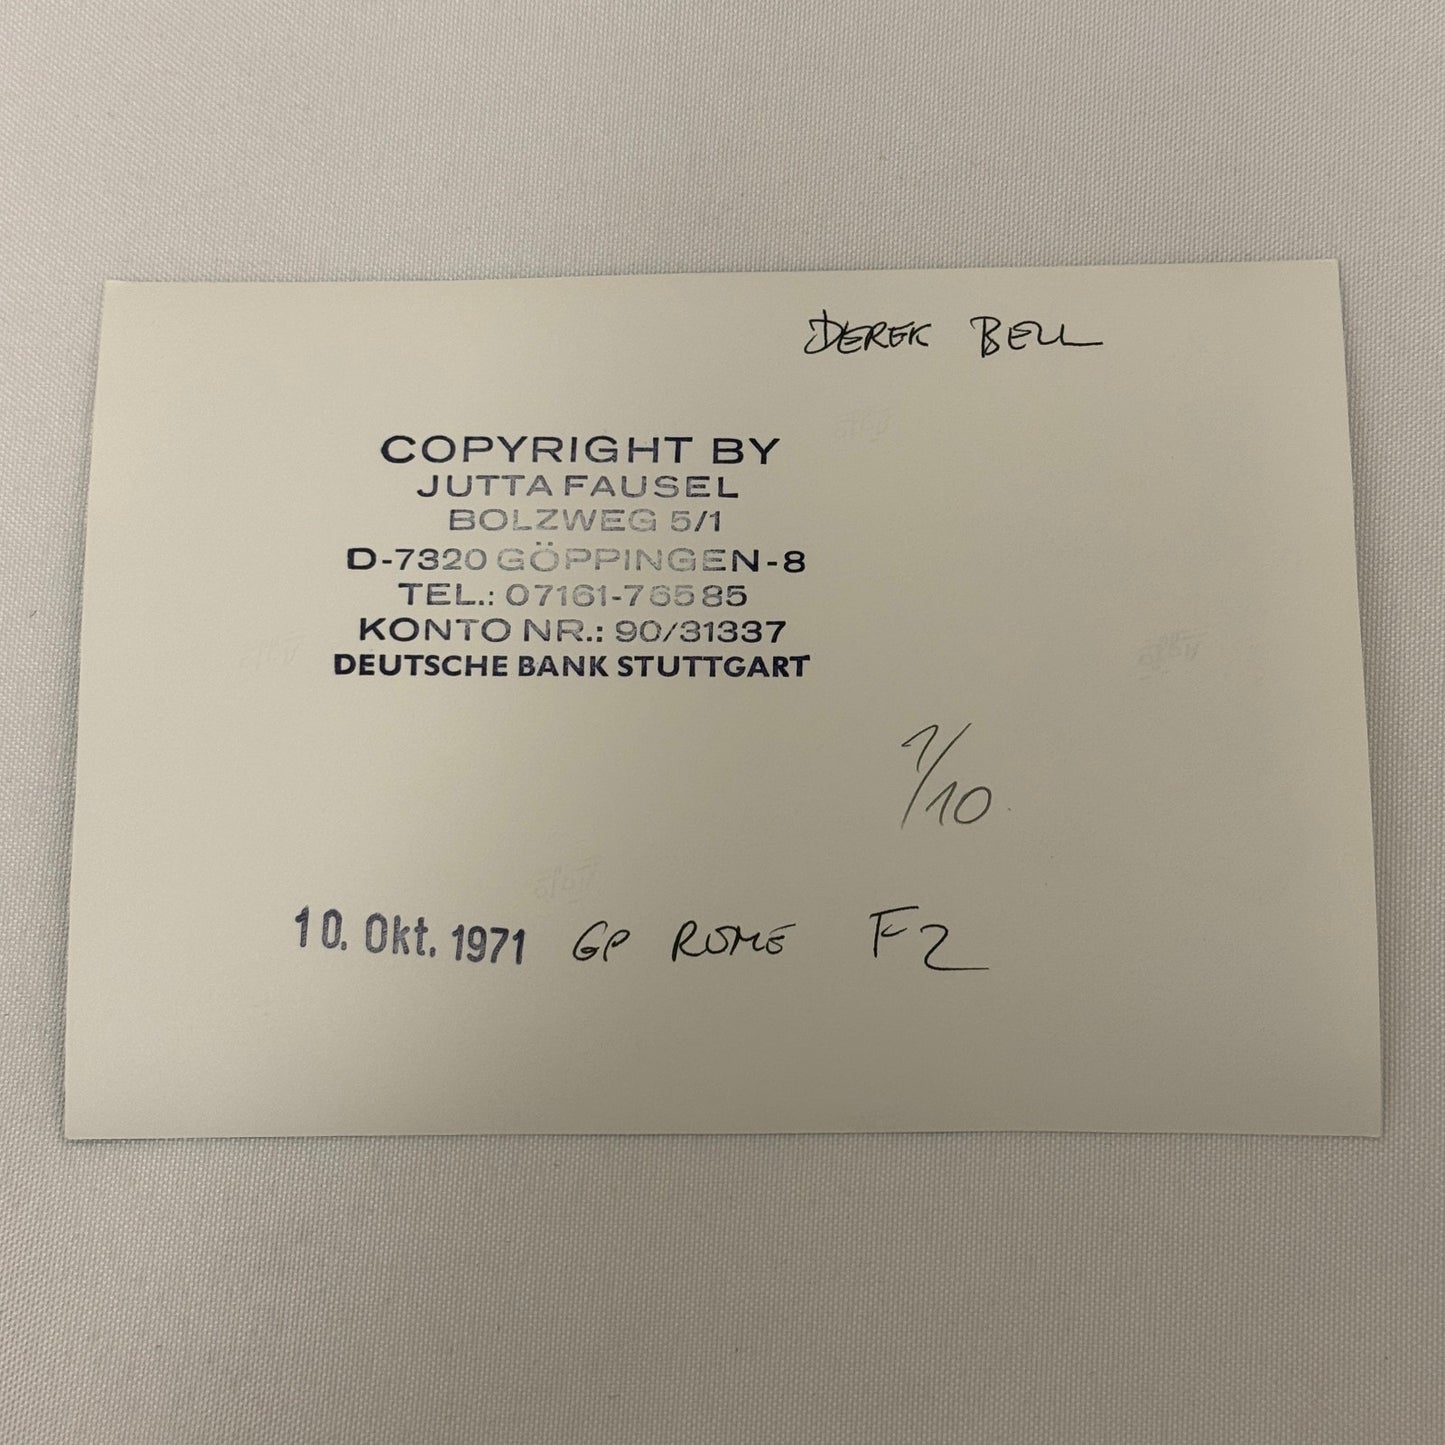 DEREK BELL
COPYRIGHT BY
JUTTA FAUSEL
BOLZWEG 5/1
D-7320 GÖPPINGEN-8
TEL.: 07161-76585
KONTO NR.: 90/31337
DEUTSCHE BANK STUTTGART
1/10
10. Okt. 1971 GP ROME F2